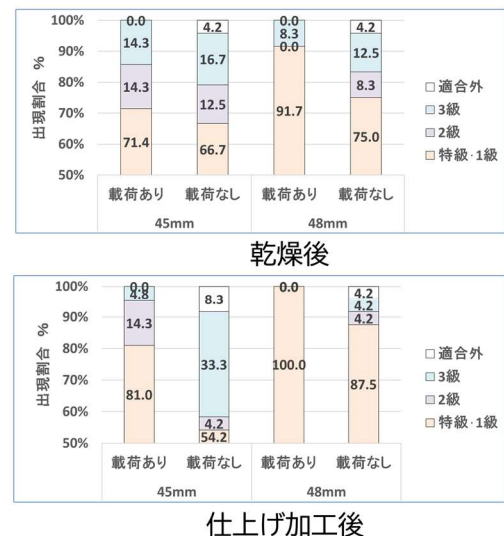 出現割合 %
100%
90%
80%
70%
60%
50%
0.0
14.3
14.3
71.4
4.2
16.7
12.5
66.7
0.0
8.3
0.0
91.7
4.2
12.5
8.3
75.0
載荷あり 載荷なし 載荷あり 載荷なし
45mm 48mm
適合外
3級
2級
特級・1級
乾燥後
出現割合 %
100%
90%
80%
70%
60%
50%
0.0
4.8
14.3
81.0
8.3
33.3
4.2
54.2
0.0
100.0
4.2
4.2
4.2
87.5
載荷あり 載荷なし 載荷あり 載荷なし
45mm 48mm
適合外
3級
2級
特級・1級
仕上げ加工後